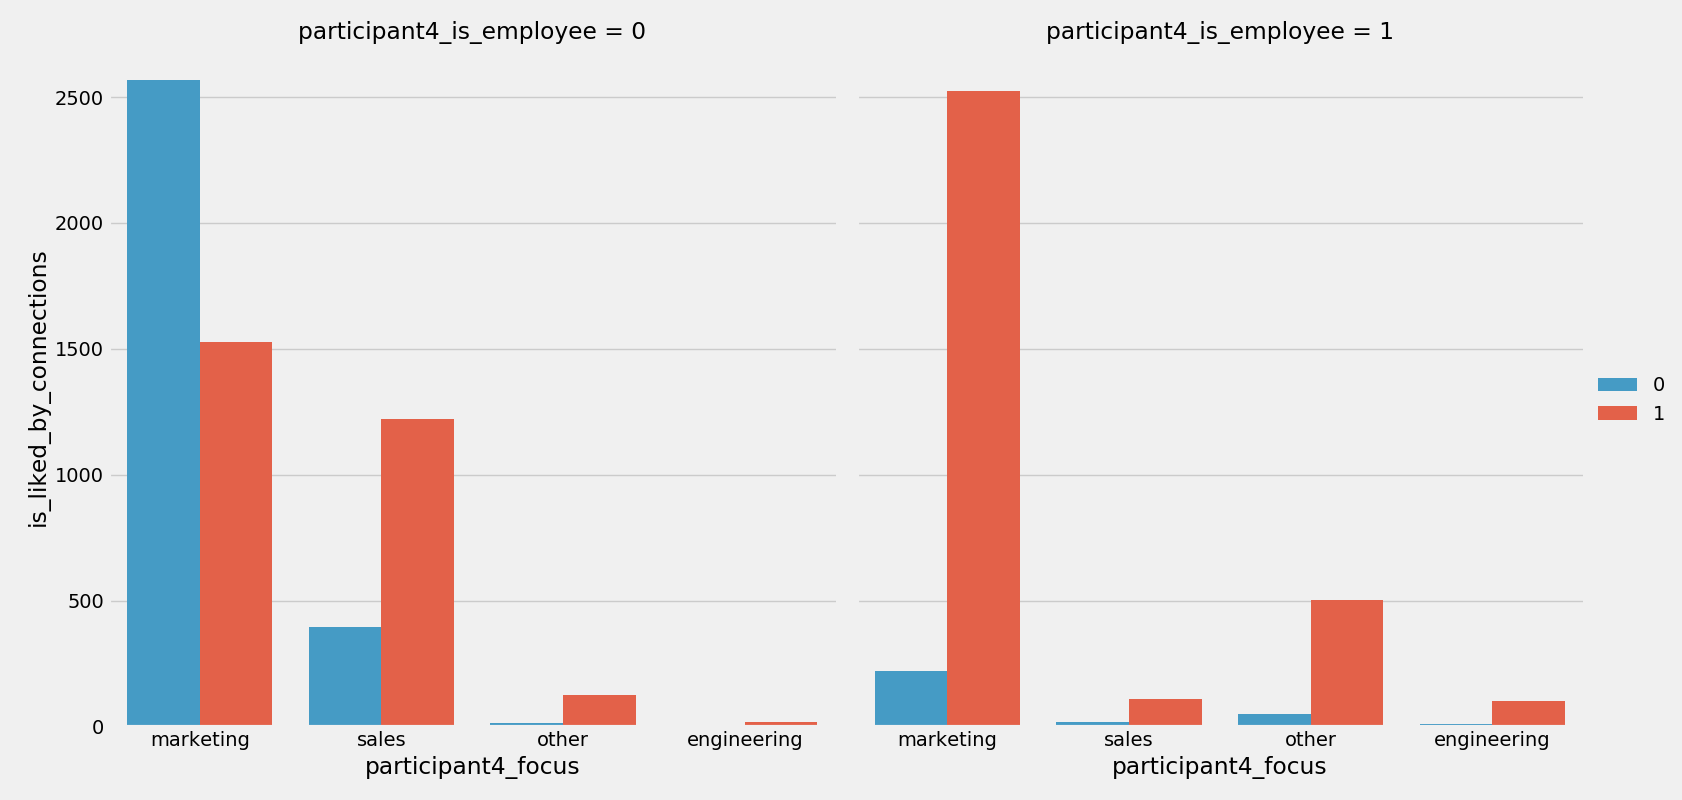 participant4_is_employee = 0
participant4_is_employee = 1
is_liked_by_connections
2500
2000
1500
1000
500
0
marketing sales other engineering
marketing sales other engineering
participant4_focus
participant4_focus
0
1